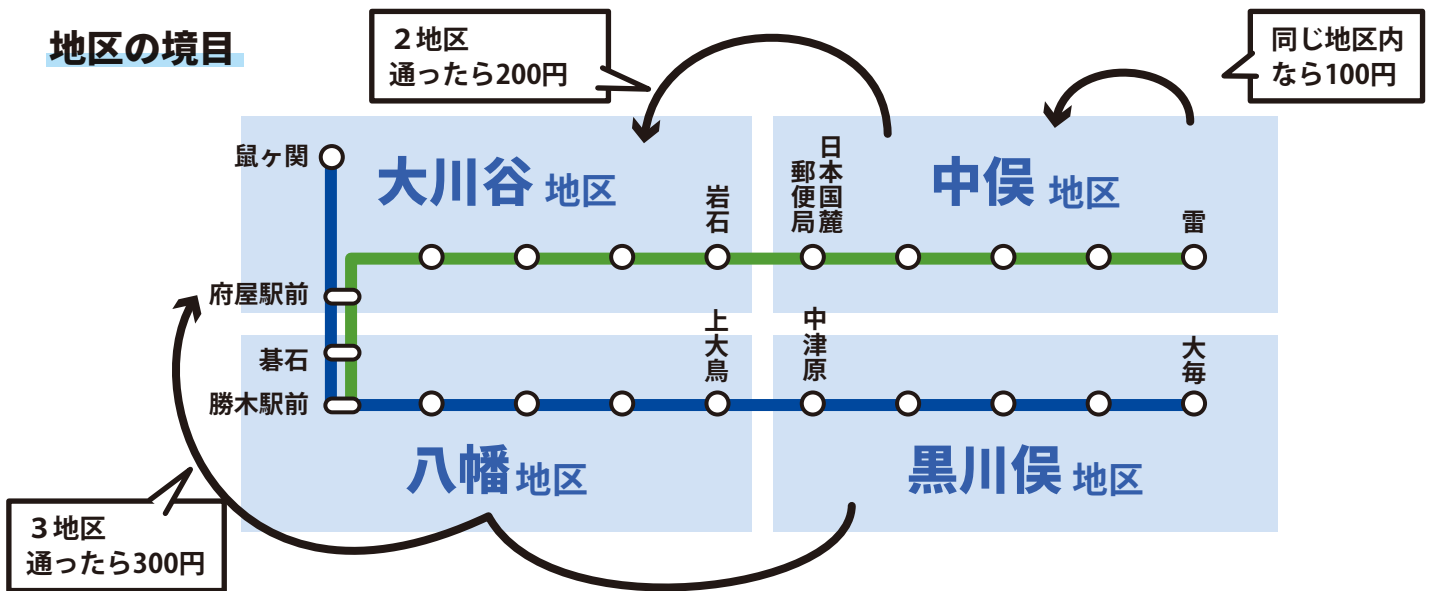 地区の境目
２地区
通ったら200円
同じ地区内
なら100円
鼠ヶ関
大川谷 地区
岩石
日本国麓
郵便局
中俣 地区
雷
府屋駅前
碁石
勝木駅前
上大鳥
中津原
大毎
八幡 地区
黒川俣 地区
３地区
通ったら300円